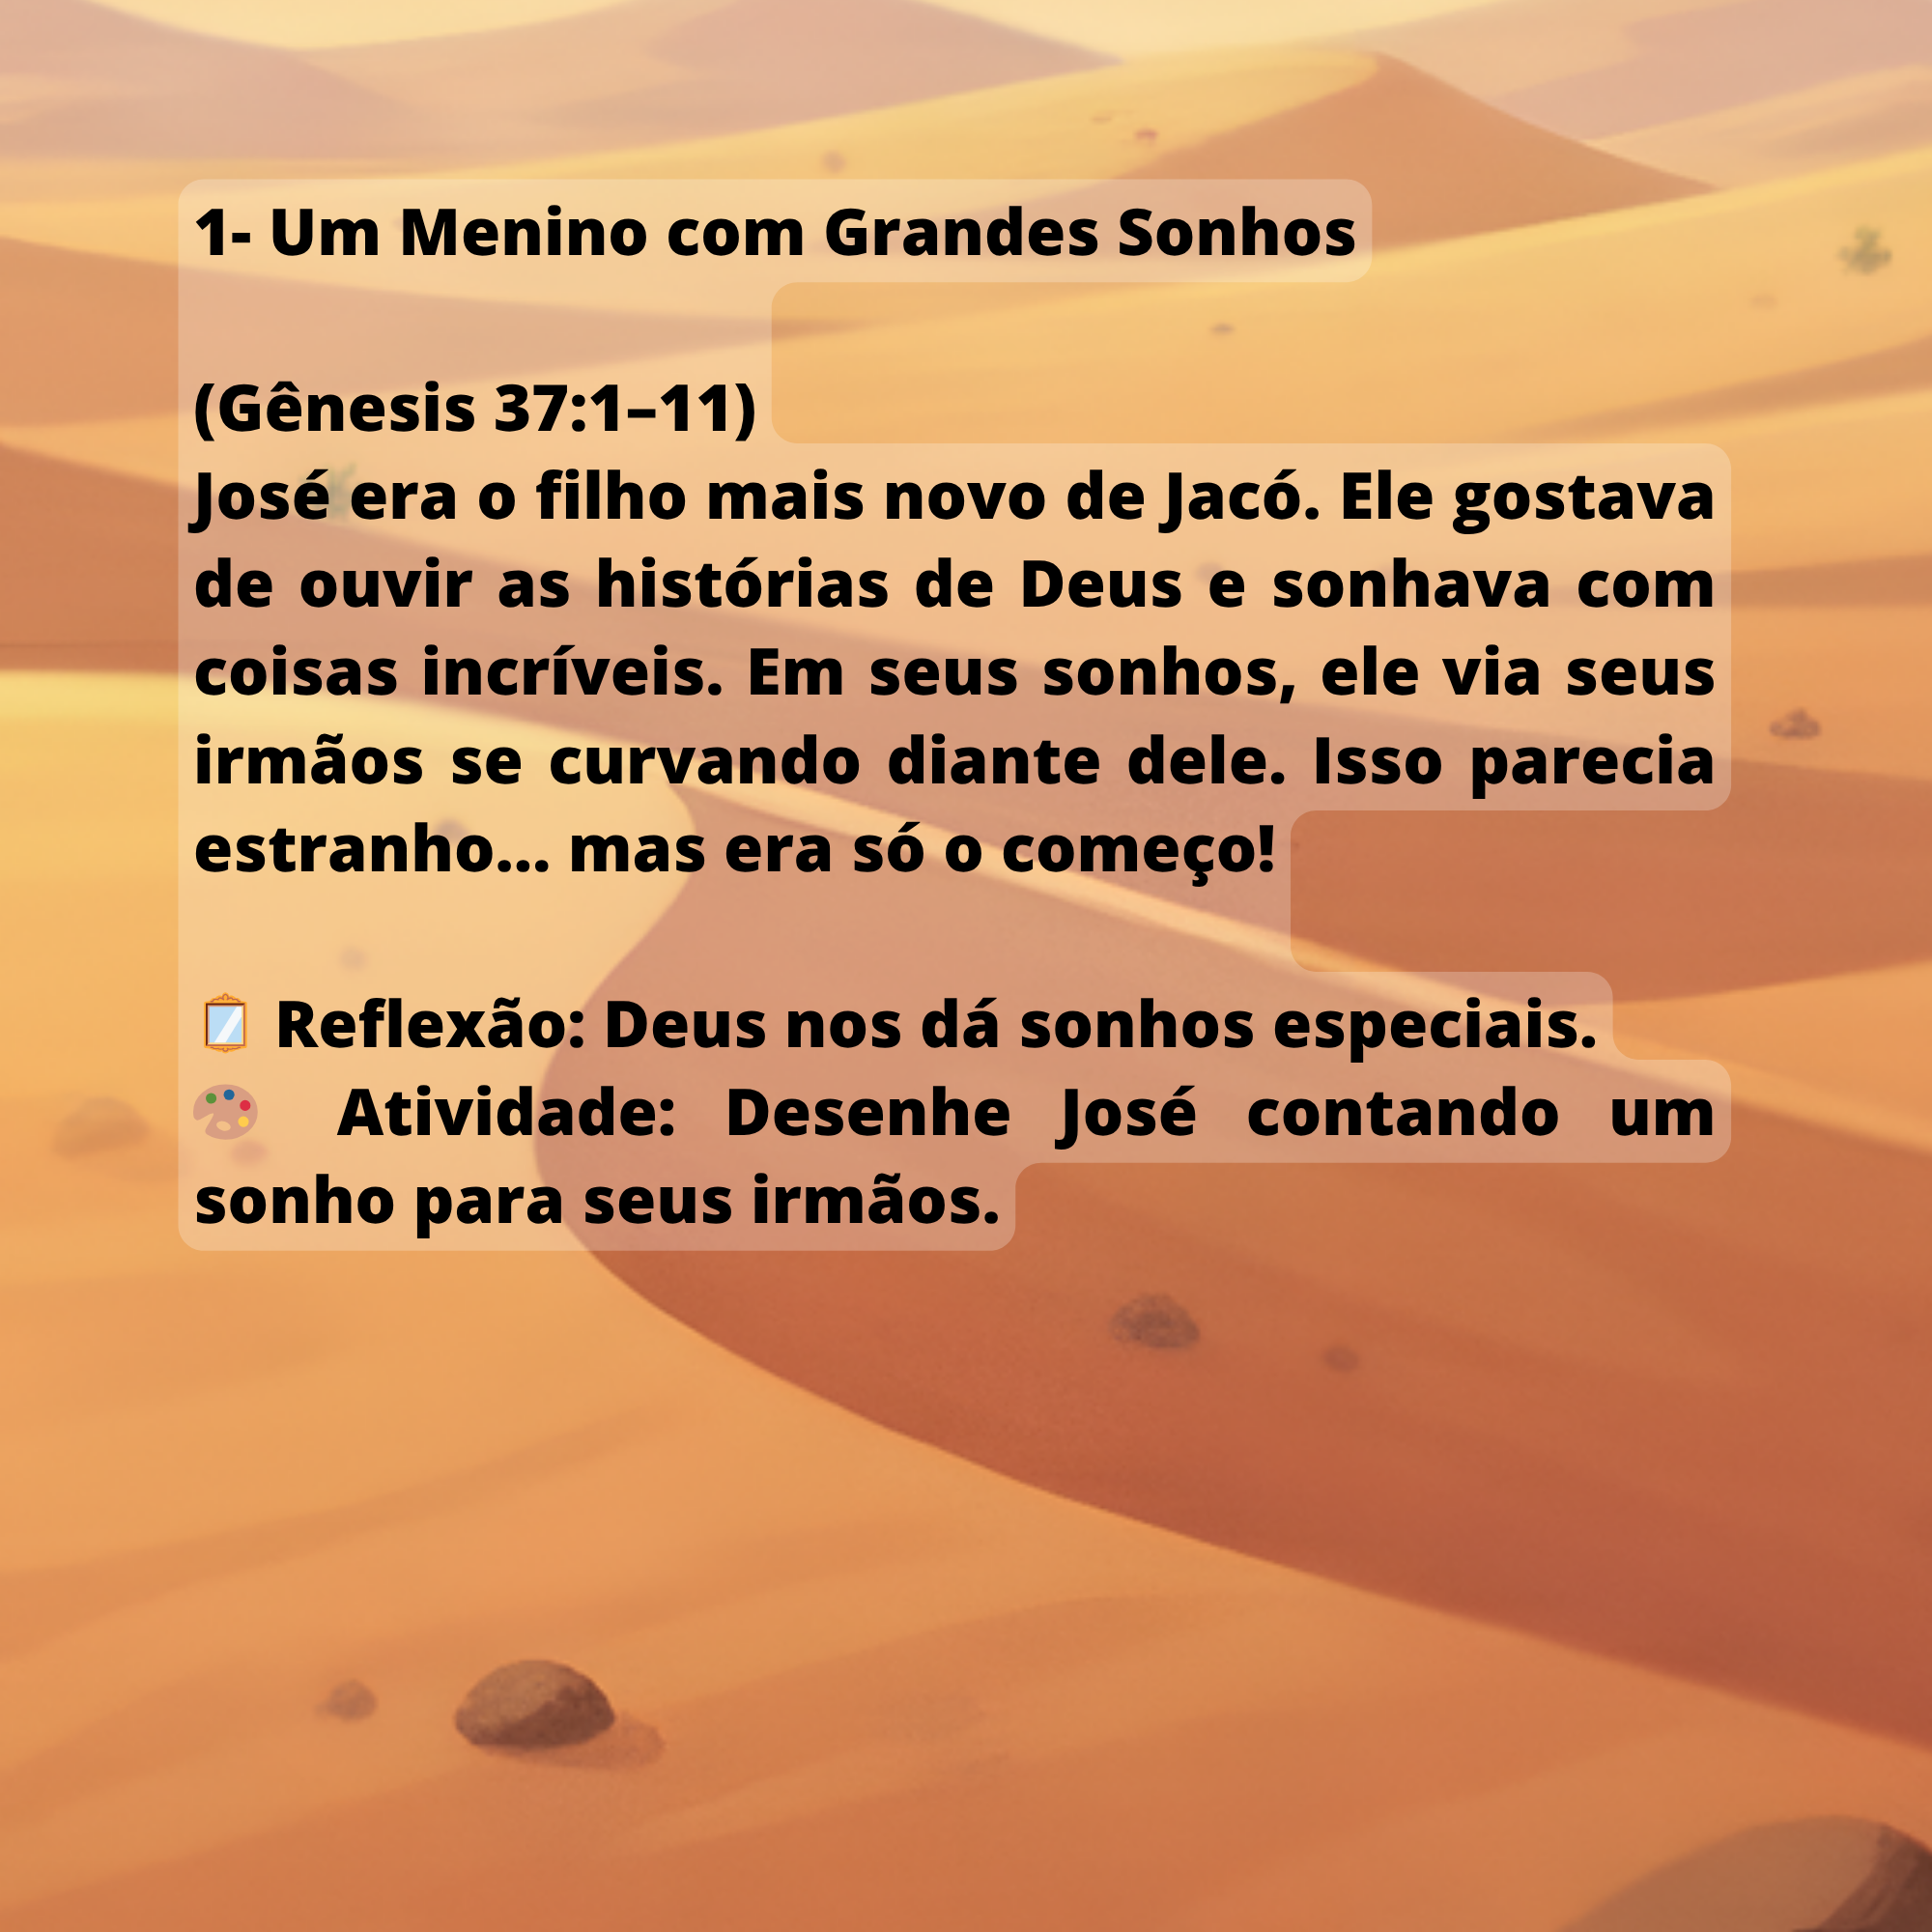 1- Um Menino com Grandes Sonhos
(Gênesis 37:1–11)
José era o filho mais novo de Jacó. Ele gostava
de ouvir as histórias de Deus e sonhava com
coisas incríveis. Em seus sonhos, ele via seus
irmãos se curvando diante dele. Isso parecia
estranho... mas era só o começo!
🪞 Reflexão: Deus nos dá sonhos especiais.
🎨 Atividade: Desenhe José contando um
sonho para seus irmãos.